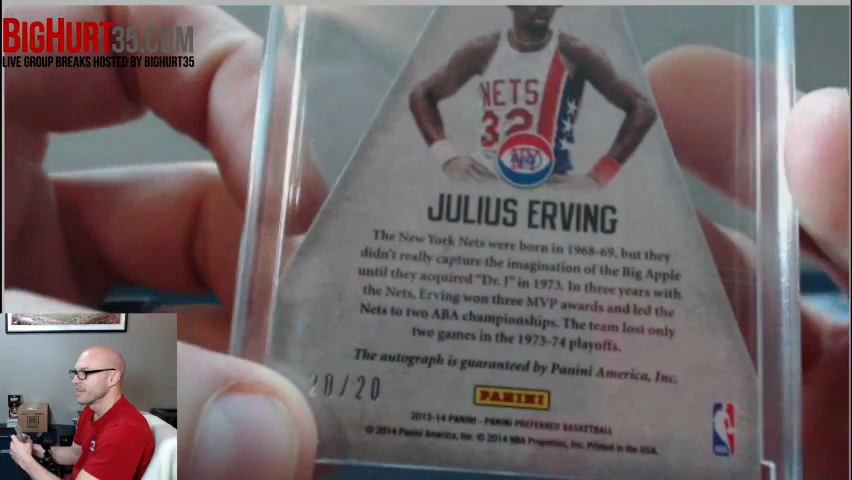 BIGHURT35.COM
LIVE GROUP BREAKS HOSTED BY BIGHURT35
NETS
32
NY
JULIUS ERVING
The New York Nets were born in 1968-69, but they
didn't really capture the imagination of the Big Apple
until they acquired "Dr. J" in 1973. In three years with
the Nets, Erving won three MVP awards and led the
Nets to two ABA championships. The team lost only
two games in the 1973-74 playoffs.
The autograph is guaranteed by Panini America, Inc.
20/20
PANINI
2013-14 PANINI - PANINI PREFERRED BASKETBALL
© 2014 Panini America, Inc. © 2014 NBA Properties, Inc. Printed in the USA.